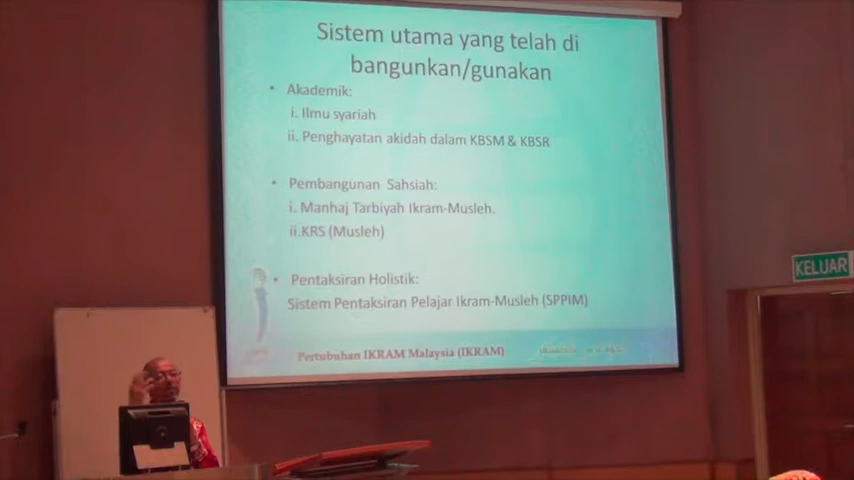 Sistem utama yang telah di
bangunkan/gunakan
• Akademik:
i. Ilmu syariah
ii. Penghayatan akidah dalam KBSM & KBSR
• Pembangunan Sahsiah:
i. Manhaj Tarbiyah Ikram-Musleh.
ii.KRS (Musleh)
• Pentaksiran Holistik:
Sistem Pentaksiran Pelajar Ikram-Musleh (SPPIM)
Pertubuhan IKRAM Malaysia (IKRAM)
KELUAR